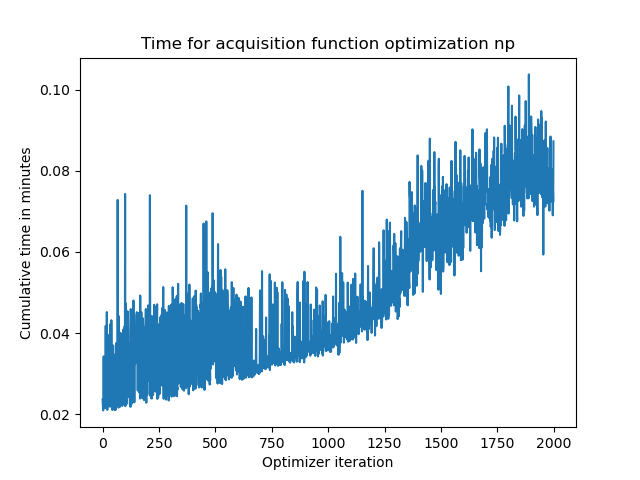 Time for acquisition function optimization np
Cumulative time in minutes
0.10
0.08
0.06
0.04
0.02
0 250 500 750 1000 1250 1500 1750 2000
Optimizer iteration